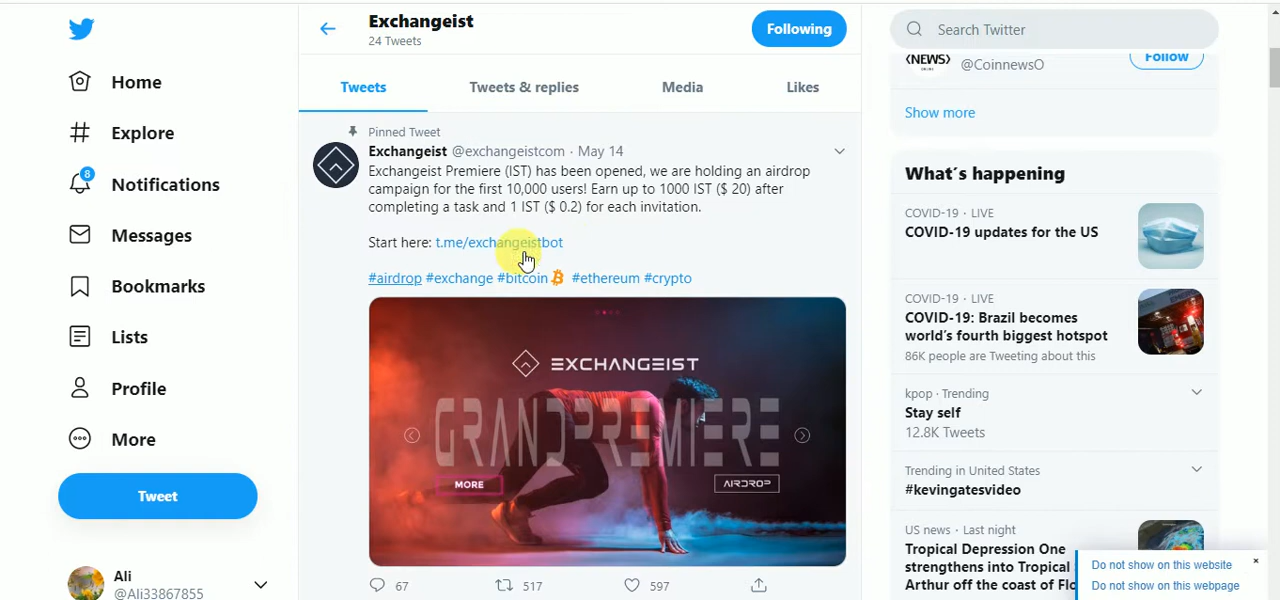 Exchangeist
24 Tweets
Following
Search Twitter
Home
Explore
8
Notifications
Messages
Bookmarks
Lists
Profile
More
Tweet
Ali
@Ali33867855
Tweets
Tweets & replies
Media
Likes
Pinned Tweet
Exchangeist @exchangeistcom · May 14
Exchangeist Premiere (IST) has been opened, we are holding an airdrop
campaign for the first 10,000 users! Earn up to 1000 IST ($ 20) after
completing a task and 1 IST ($ 0.2) for each invitation.
Start here: t.me/exchangeistbot
#airdrop #exchange #bitcoin #ethereum #crypto
EXCHANGEIST
GRAND PREMIERE
MORE
AIRDROP
67
517
597
<NEWS>
@CoinnewsO
Follow
Show more
What´s happening
COVID-19 · LIVE
COVID-19 updates for the US
COVID-19 · LIVE
COVID-19: Brazil becomes
world's fourth biggest hotspot
86K people are Tweeting about this
kpop · Trending
Stay self
12.8K Tweets
Trending in United States
#kevingatesvideo
US news · Last night
Tropical Depression One
strengthens into Tropical
Arthur off the coast of Flo
Do not show on this website
Do not show on this webpage